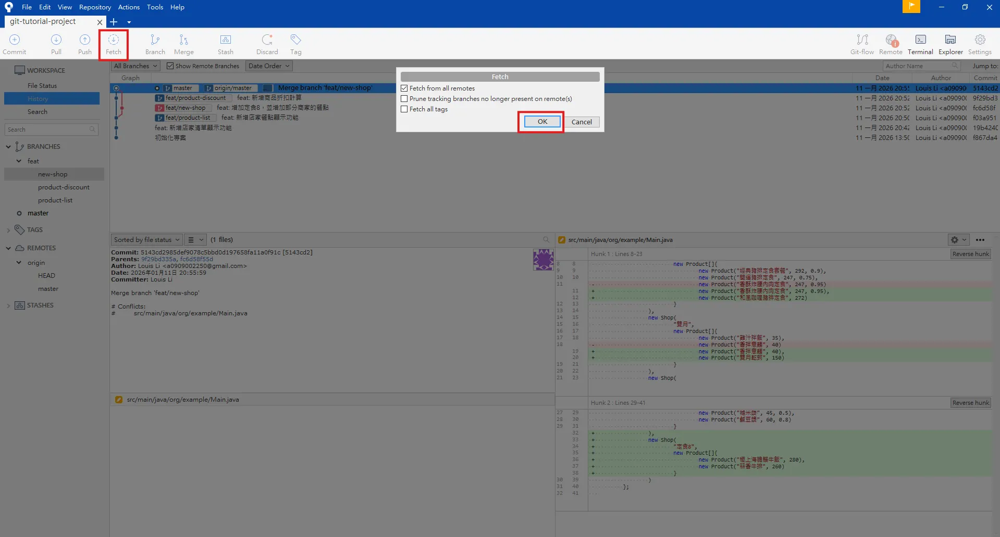 File Edit View Repository Actions Tools Help
git-tutorial-project
Commit Pull Push Fetch Branch Merge Stash Discard Tag Git-flow Remote Terminal Explorer Settings
WORKSPACE
File Status
History
Search
Search
BRANCHES
feat
new-shop
product-discount
product-list
master
TAGS
REMOTES
origin
HEAD
master
STASHES
All Branches Show Remote Branches Date Order Author Name Jump to:
Graph Date Author Commit
master origin/master Merge branch 'feat/new-shop' 11 一月 2026 20:55 Louis Li <a09090 5143cd2
feat/product-discount feat: 新增商品折扣計算 11 一月 2026 20:52 Louis Li <a09090 9f29bd3
feat/new-shop feat: 增加定食8，並增加部分商家的餐點 11 一月 2026 20:52 Louis Li <a09090 fc6d58f
feat/product-list feat: 新增店家餐點顯示功能 11 一月 2026 20:50 Louis Li <a09090 f03a951
feat: 新增店家清單顯示功能 11 一月 2026 20:42 Louis Li <a09090 19b4240
初始化專案 11 一月 2026 13:50 Louis Li <a09090 f867da4
Fetch
Fetch from all remotes
Prune tracking branches no longer present on remote(s)
Fetch all tags
OK Cancel
Sorted by file status (1 files)
Commit: 5143cd2985def9078c5bbd0d197658fa11a0f91c [5143cd2]
Parents: 9f29bd335a, fc6d58f55d
Author: Louis Li <a0909002250@gmail.com>
Date: 2026年01月11日 20:55:59
Committer: Louis Li
Merge branch 'feat/new-shop'
# Conflicts:
# src/main/java/org/example/Main.java
src/main/java/org/example/Main.java
src/main/java/org/example/Main.java
Hunk 1 : Lines 8-23 Reverse hunk
8 8 new Product[]{
9 9 new Product("經典豬排定食套餐", 292, 0.9),
10 10 new Product("開運豬排定食", 247, 0.75),
11 - new Product("香酥炸腰內肉定食", 247, 0.95)
11 + new Product("香酥炸腰內肉定食", 247, 0.95),
12 + new Product("和風咖哩豬排定食", 272)
12 13 }
13 14 ),
14 15 new Shop(
15 16 "雙月",
16 17 new Product[]{
17 18 new Product("雞汁拌飯", 35),
18 - new Product("香拌意麵", 40)
19 + new Product("香拌意麵", 40),
20 + new Product("雙月乾麵", 150)
19 21 }
20 22 ),
21 23 new Shop(
Hunk 2 : Lines 29-41 Reverse hunk
27 29 new Product("糙米漿", 45, 0.5),
28 30 new Product("鹹豆漿", 60, 0.8)
29 31 }
32 + ),
33 + new Shop(
34 + "定食8",
35 + new Product[]{
36 + new Product("極上海膽鰻牛飯", 280),
37 + new Product("蒜香牛排", 260)
38 + }
30 39 )
31 40 };
32 41